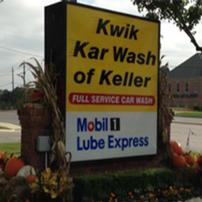 Kwik
Kar Wash
of Keller
FULL SERVICE CAR WASH
Mobil 1
Lube Express